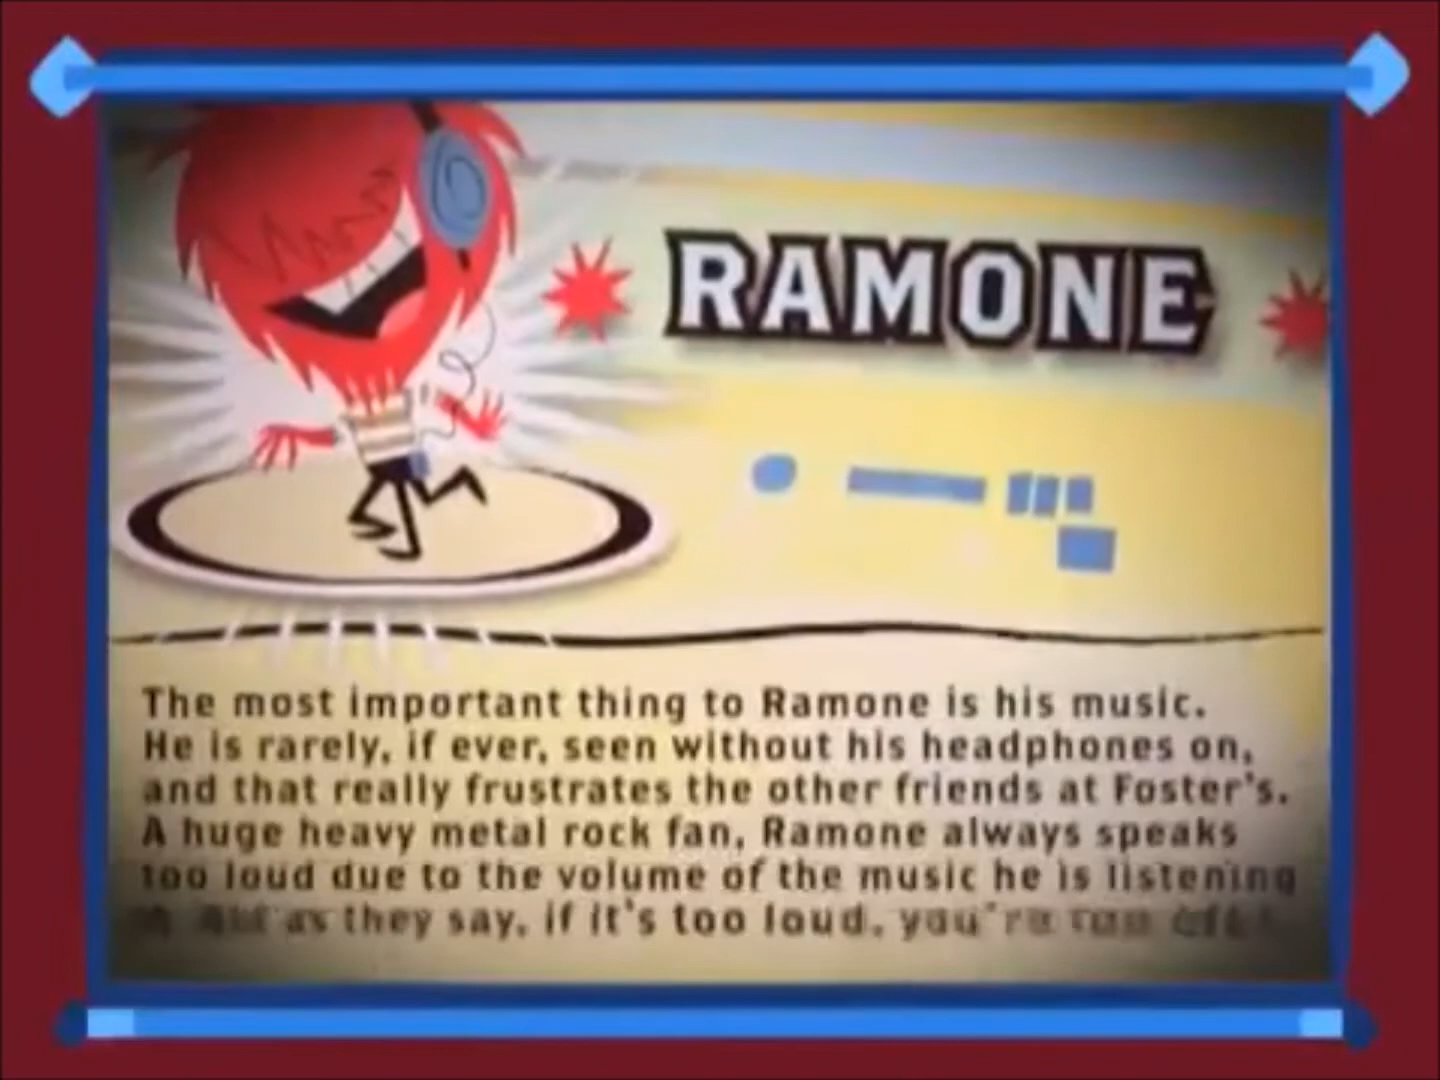 RAMONE
The most important thing to Ramone is his music.
He is rarely, if ever, seen without his headphones on,
and that really frustrates the other friends at Foster's.
A huge heavy metal rock fan, Ramone always speaks
too loud due to the volume of the music he is listening
as they say, if it's too loud, you're too